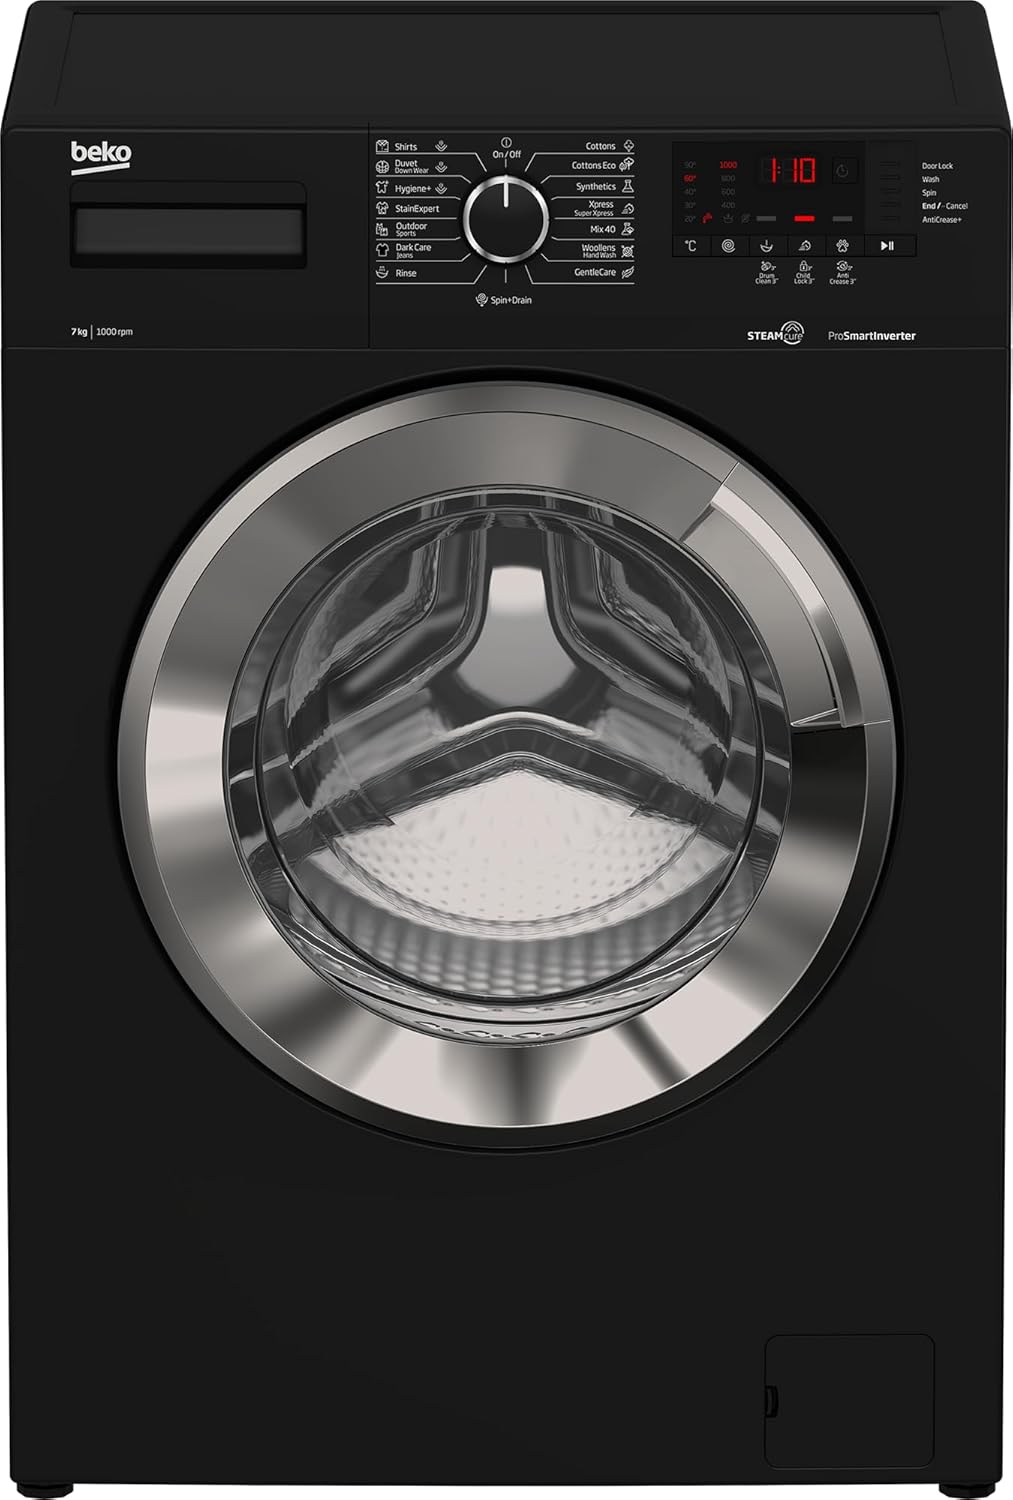 beko
7 kg | 1000 rpm
On / Off
Shirts
Duvet
Down Wear
Hygiene+
StainExpert
Outdoor
Sports
Dark Care
Jeans
Rinse
Cottons
Cottons Eco
Synthetics
Xpress
Super Xpress
Mix 40
Woollens
Hand Wash
GentleCare
Spin+Drain
90° 1000
60° 800
40° 600
30° 400
20°
1:10
°C
Drum
Clean 3"
Child
Lock 3"
Anti
Crease 3"
Door Lock
Wash
Spin
End / - Cancel
AntiCrease+
STEAMcure
ProSmartInverter